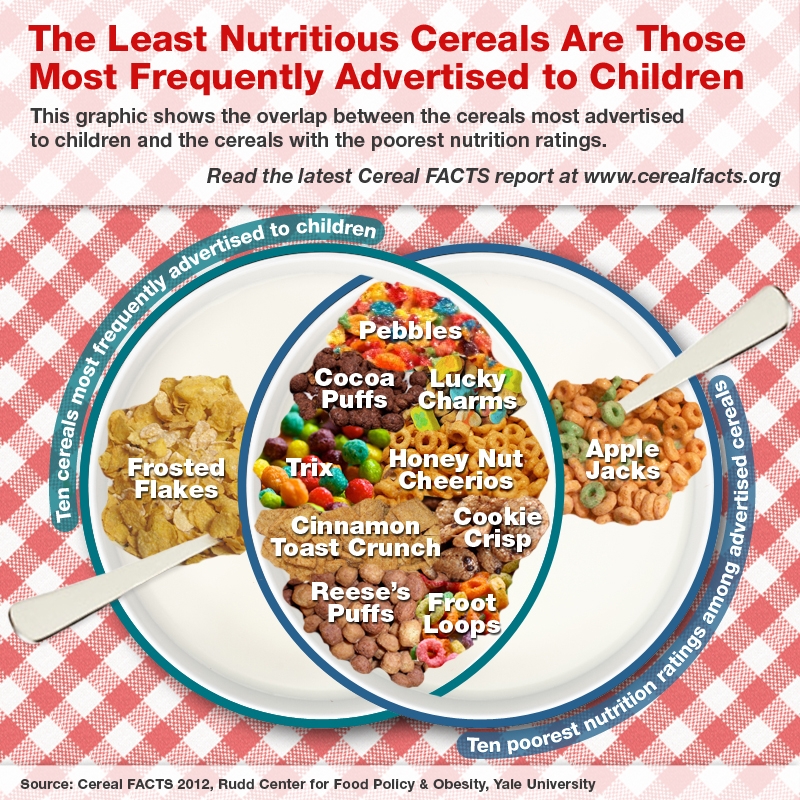 The Least Nutritious Cereals Are Those
Most Frequently Advertised to Children
This graphic shows the overlap between the cereals most advertised
to children and the cereals with the poorest nutrition ratings.
Read the latest Cereal FACTS report at www.cerealfacts.org
Ten cereals most frequently advertised to children
Frosted
Flakes
Pebbles
Cocoa
Puffs
Lucky
Charms
Trix
Honey Nut
Cheerios
Cinnamon
Toast Crunch
Cookie
Crisp
Reese's
Puffs
Froot
Loops
Apple
Jacks
Ten poorest nutrition ratings among advertised cereals
Source: Cereal FACTS 2012, Rudd Center for Food Policy & Obesity, Yale University